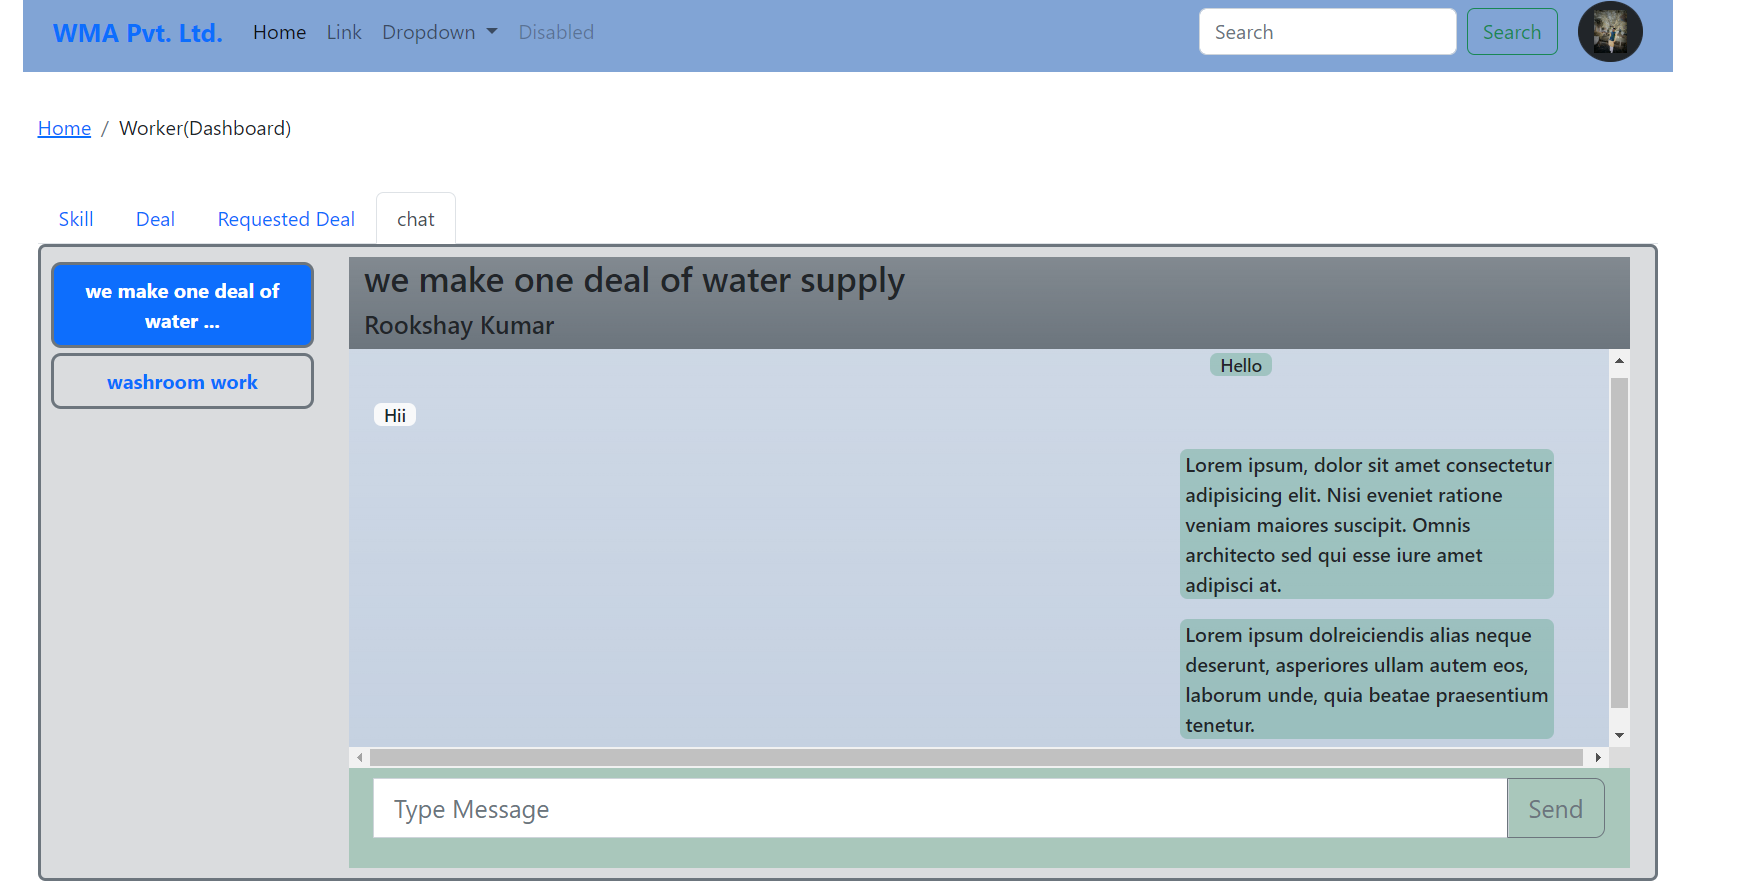 WMA Pvt. Ltd. Home Link Dropdown Disabled Search Search
Home / Worker(Dashboard)
Skill Deal Requested Deal chat
we make one deal of
water ...
washroom work
we make one deal of water supply
Rookshay Kumar
Hello
Hii
Lorem ipsum, dolor sit amet consectetur
adipisicing elit. Nisi eveniet ratione
veniam maiores suscipit. Omnis
architecto sed qui esse iure amet
adipisci at.
Lorem ipsum dolreiciendis alias neque
deserunt, asperiores ullam autem eos,
laborum unde, quia beatae praesentium
tenetur.
Type Message Send